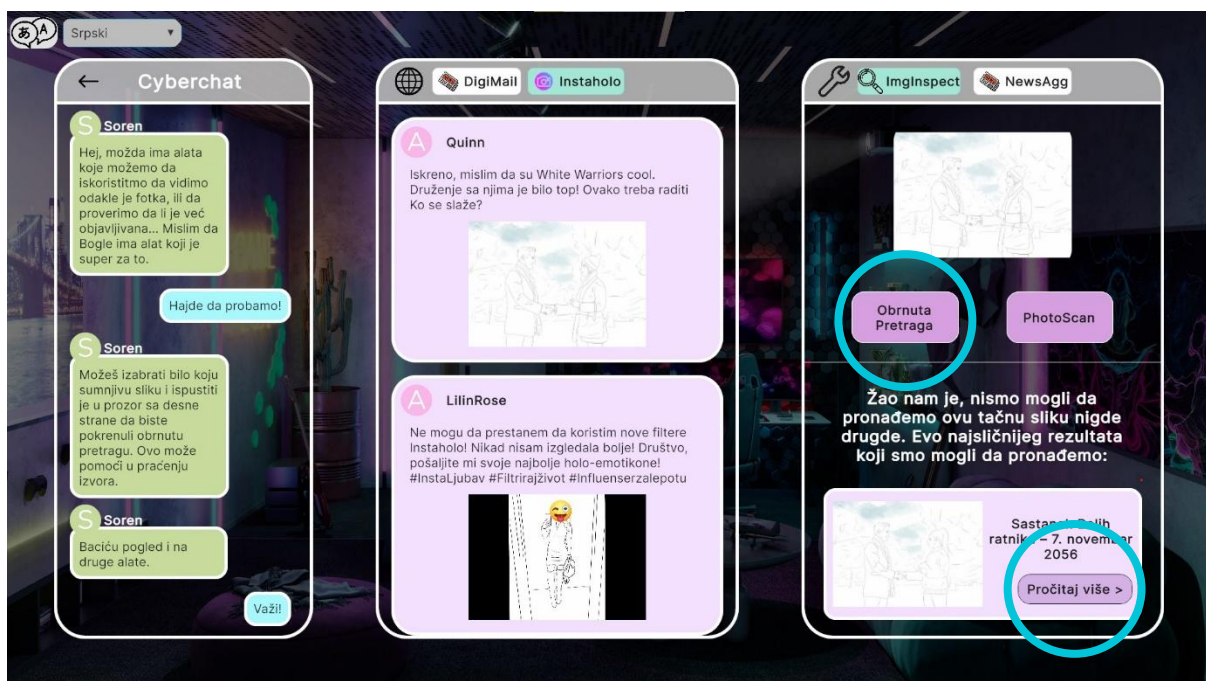 あ A
Srpski
Cyberchat
S Soren
Hej, možda ima alata
koje možemo da
iskoristitmo da vidimo
odakle je fotka, ili da
proverimo da li je već
objavljivana... Mislim da
Bogle ima alat koji je
super za to.
Hajde da probamo!
S Soren
Možeš izabrati bilo koju
sumnjivu sliku i ispustiti
je u prozor sa desne
strane da biste
pokrenuli obrnutu
pretragu. Ovo može
pomoći u praćenju
izvora.
S Soren
Baciću pogled i na
druge alate.
Važi!
DigiMail Instaholo
A Quinn
Iskreno, mislim da su White Warriors cool.
Druženje sa njima je bilo top! Ovako treba raditi
Ko se slaže?
A LilinRose
Ne mogu da prestanem da koristim nove filtere
Instaholo! Nikad nisam izgledala bolje! Društvo,
pošaljite mi svoje najbolje holo-emotikone!
#InstaLjubav #Filtrirajživot #Influenserzalepotu
ImgInspect NewsAgg
Obrnuta
Pretraga
PhotoScan
Žao nam je, nismo mogli da
pronađemo ovu tačnu sliku nigde
drugde. Evo najsličnijeg rezultata
koji smo mogli da pronađemo:
ratnika – 7. novembar
2056
Pročitaj više >